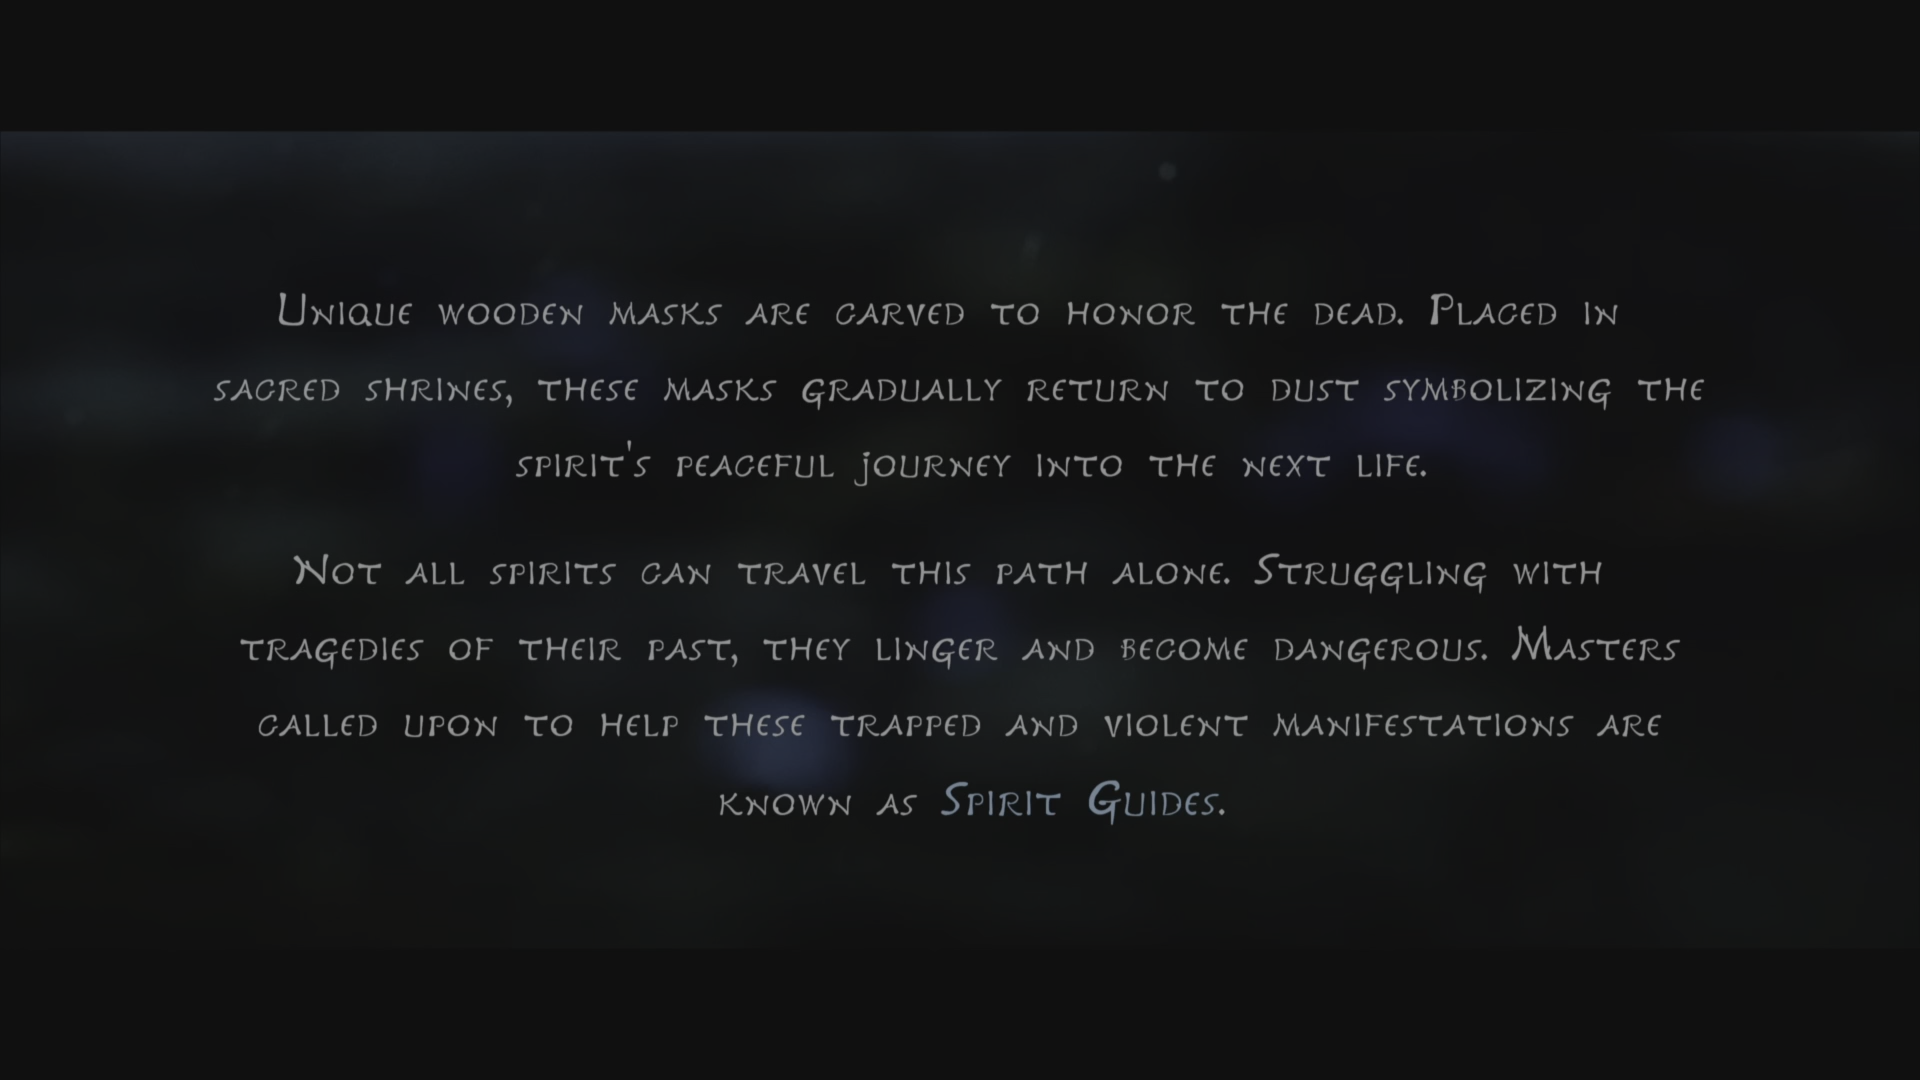 Unique wooden masks are carved to honor the dead. Placed in
sacred shrines, these masks gradually return to dust symbolizing the
spirit's peaceful journey into the next life.
Not all spirits can travel this path alone. Struggling with
tragedies of their past, they linger and become dangerous. Masters
called upon to help these trapped and violent manifestations are
known as Spirit Guides.